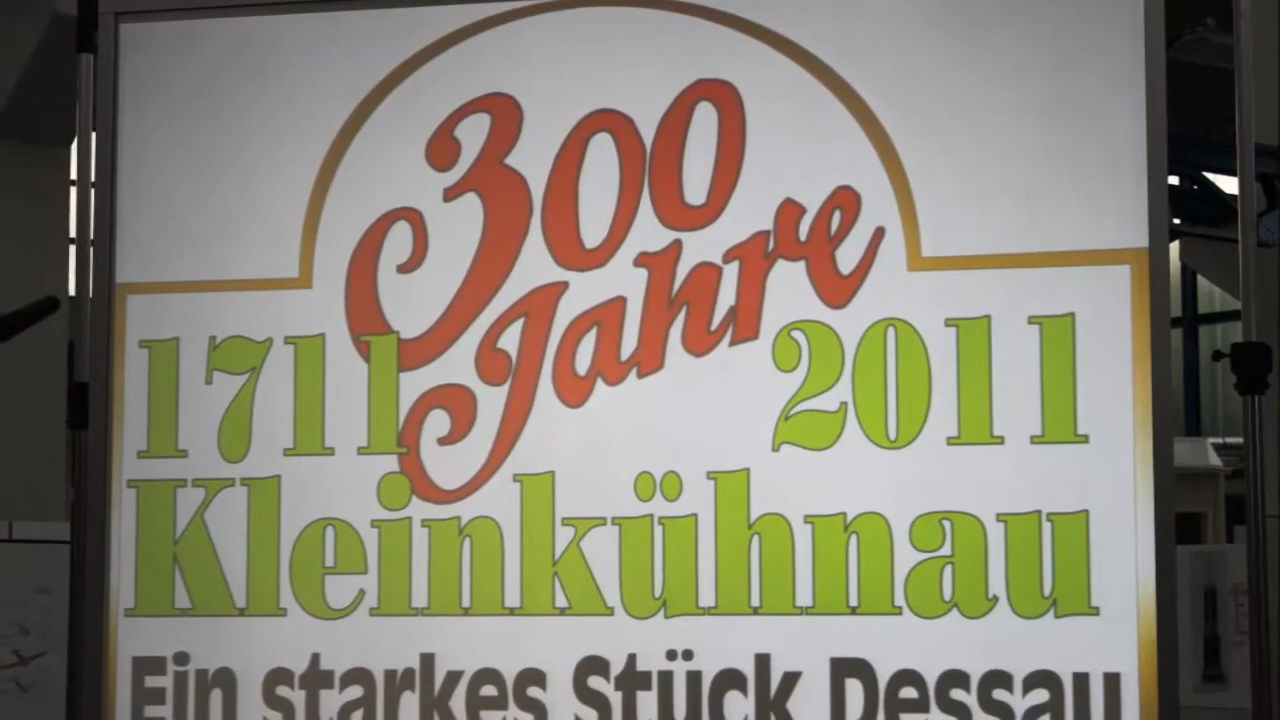 300
Jahre
1711 2011
Kleinkühnau
Ein starkes Stück Dessau